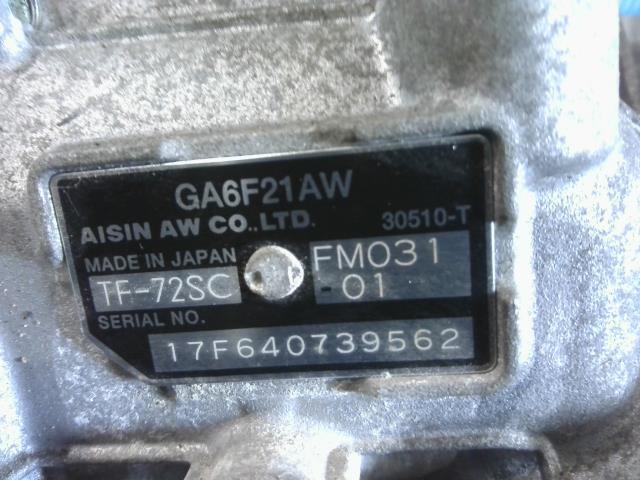 GA6F21AW
AISIN AW CO.,LTD. 30510-T
MADE IN JAPAN FM031
TF-72SC -01
SERIAL NO.
17F640739562